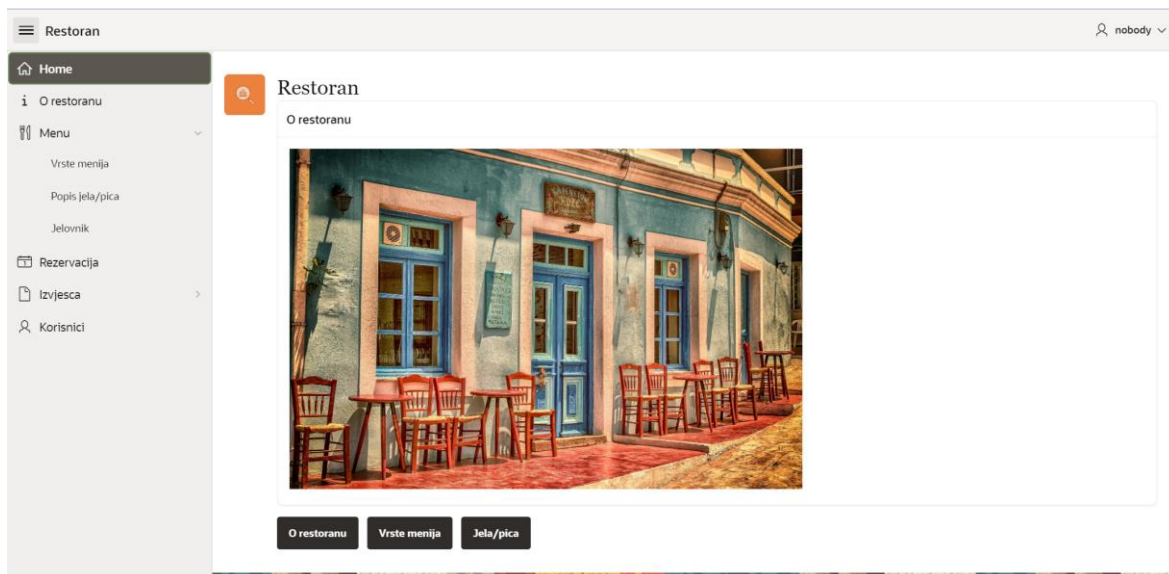 Restoran
nobody
Home
O restoranu
Menu
Vrste menija
Popis jela/pica
Jelovnik
Rezervacija
Izvjesca
Korisnici
Restoran
O restoranu
O restoranu
Vrste menija
Jela/pica